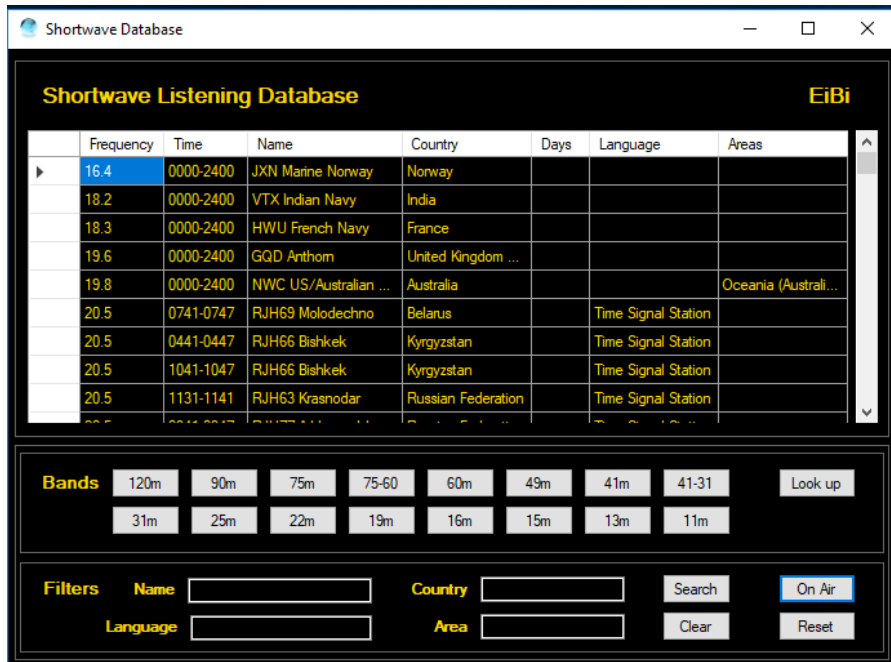 Shortwave Database
Shortwave Listening Database EiBi
Frequency Time Name Country Days Language Areas
16.4 0000-2400 JXN Marine Norway Norway
18.2 0000-2400 VTX Indian Navy India
18.3 0000-2400 HWU French Navy France
19.6 0000-2400 GQD Anthorn United Kingdom ...
19.8 0000-2400 NWC US/Australian ... Australia Oceania (Australi...
20.5 0741-0747 RJH69 Molodechno Belarus Time Signal Station
20.5 0441-0447 RJH66 Bishkek Kyrgyzstan Time Signal Station
20.5 1041-1047 RJH66 Bishkek Kyrgyzstan Time Signal Station
20.5 1131-1141 RJH63 Krasnodar Russian Federation Time Signal Station
Bands 120m 90m 75m 75-60 60m 49m 41m 41-31 Look up
31m 25m 22m 19m 16m 15m 13m 11m
Filters Name Country Search On Air
Language Area Clear Reset